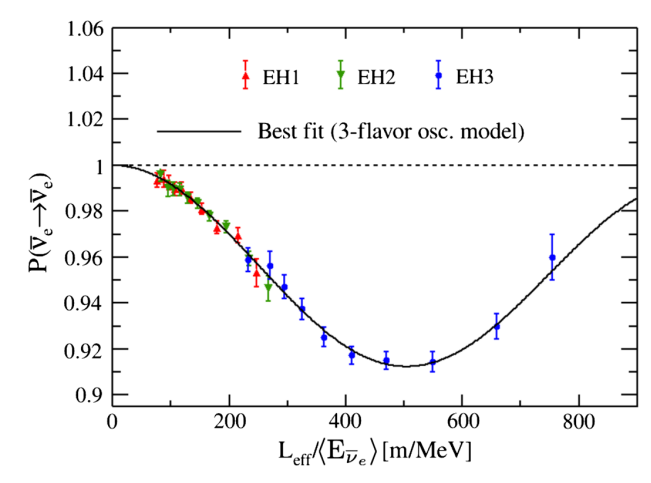 1.06
1.04
1.02
1
0.98
0.96
0.94
0.92
0.9
P(ν̅e→ν̅e)
EH1 EH2 EH3
Best fit (3-flavor osc. model)
0 200 400 600 800
Leff/⟨Eν̅e⟩ [m/MeV]